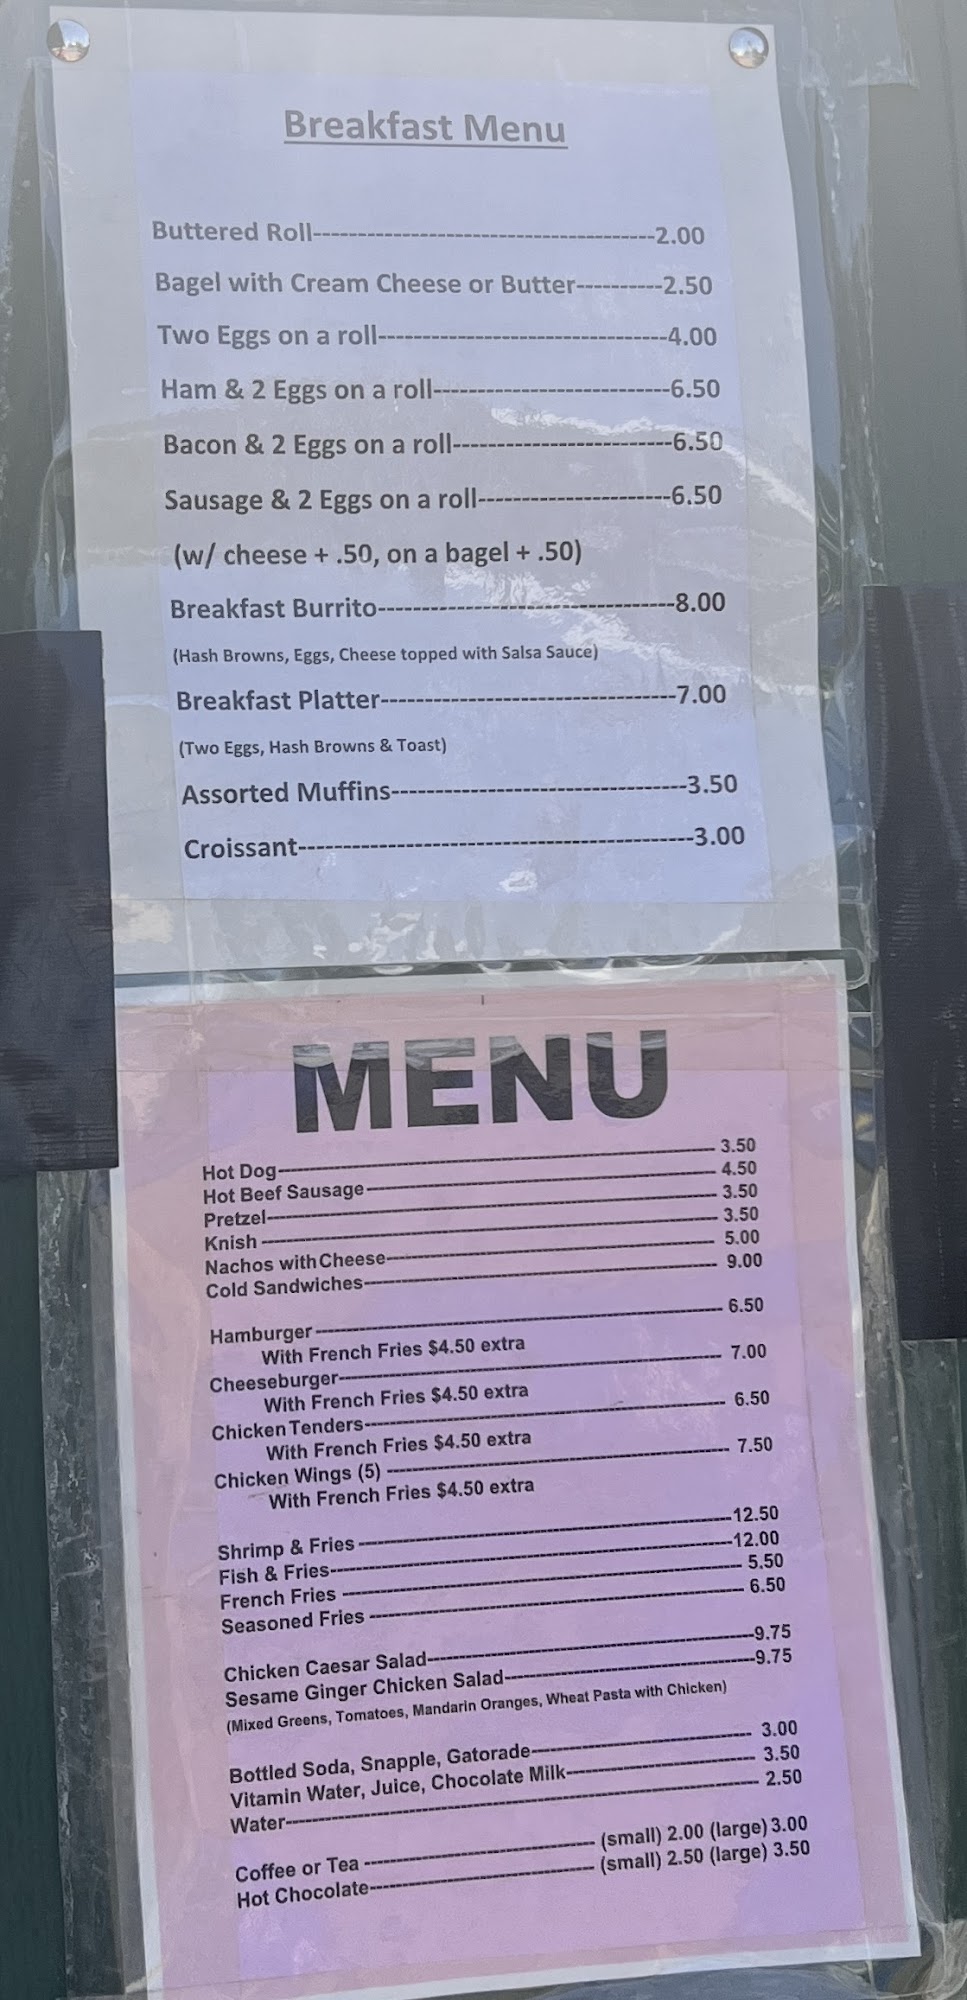 Breakfast Menu
Buttered Roll--------------------------------------2.00
Bagel with Cream Cheese or Butter----------2.50
Two Eggs on a roll---------------------------------4.00
Ham & 2 Eggs on a roll---------------------------6.50
Bacon & 2 Eggs on a roll-------------------------6.50
Sausage & 2 Eggs on a roll----------------------6.50
(w/ cheese + .50, on a bagel + .50)
Breakfast Burrito----------------------------------8.00
(Hash Browns, Eggs, Cheese topped with Salsa Sauce)
Breakfast Platter----------------------------------7.00
(Two Eggs, Hash Browns & Toast)
Assorted Muffins----------------------------------3.50
Croissant---------------------------------------------3.00
MENU
Hot Dog---------------------------------------- 3.50
Hot Beef Sausage------------------------------ 4.50
Pretzel---------------------------------------- 3.50
Knish ---------------------------------------- 3.50
Nachos with Cheese---------------------------- 5.00
Cold Sandwiches------------------------------ 9.00
Hamburger ---------------------------------- 6.50
With French Fries $4.50 extra
Cheeseburger-------------------------------- 7.00
With French Fries $4.50 extra
Chicken Tenders------------------------------ 6.50
With French Fries $4.50 extra
Chicken Wings (5) ---------------------------- 7.50
With French Fries $4.50 extra
Shrimp & Fries ------------------------------12.50
Fish & Fries----------------------------------12.00
French Fries -------------------------------- 5.50
Seasoned Fries ------------------------------ 6.50
Chicken Caesar Salad--------------------------9.75
Sesame Ginger Chicken Salad--------------------9.75
(Mixed Greens, Tomatoes, Mandarin Oranges, Wheat Pasta with Chicken)
Bottled Soda, Snapple, Gatorade------------------ 3.00
Vitamin Water, Juice, Chocolate Milk-------------- 3.50
Water---------------------------------------- 2.50
Coffee or Tea -------------------- (small) 2.00 (large) 3.00
Hot Chocolate-------------------- (small) 2.50 (large) 3.50